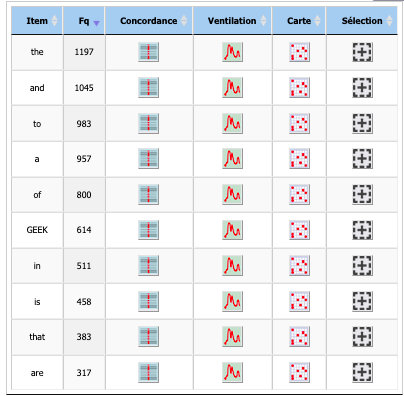 Item Fq Concordance Ventilation Carte Sélection
the 1197
and 1045
to 983
a 957
of 800
GEEK 614
in 511
is 458
that 383
are 317